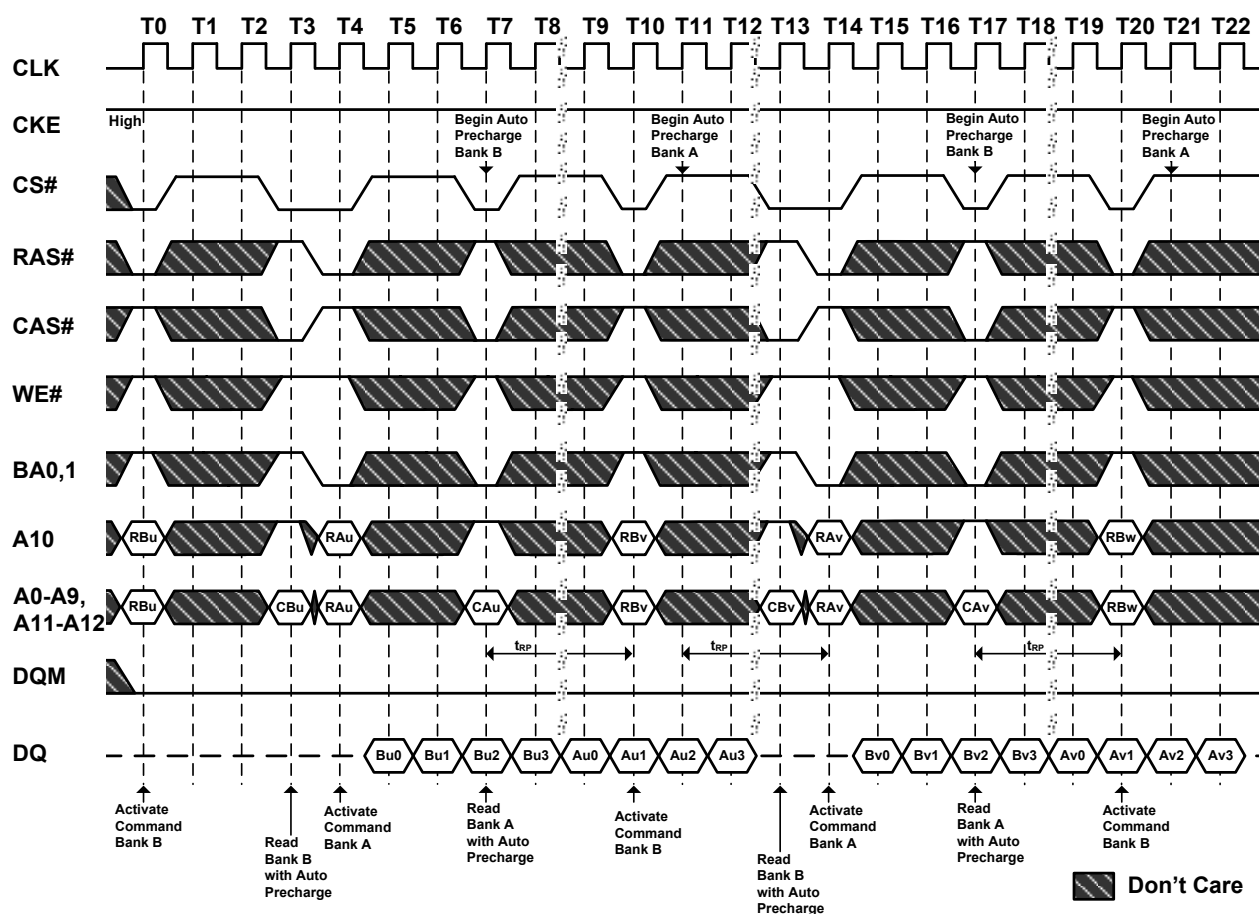 T0 T1 T2 T3 T4 T5 T6 T7 T8 T9 T10 T11 T12 T13 T14 T15 T16 T17 T18 T19 T20 T21 T22
CLK
CKE
High
Begin Auto
Precharge
Bank B
Begin Auto
Precharge
Bank A
Begin Auto
Precharge
Bank B
Begin Auto
Precharge
Bank A
CS#
RAS#
CAS#
WE#
BA0,1
A10
RBu RAu RBv RAv RBw
A0-A9,
A11-A12
RBu CBu RAu CAu RBv CBv RAv CAv RBw
tRP tRP tRP
DQM
DQ
Bu0 Bu1 Bu2 Bu3 Au0 Au1 Au2 Au3 Bv0 Bv1 Bv2 Bv3 Av0 Av1 Av2 Av3
Activate
Command
Bank B
Read
Bank B
with Auto
Precharge
Activate
Command
Bank A
Read
Bank A
with Auto
Precharge
Activate
Command
Bank B
Read
Bank B
with Auto
Precharge
Activate
Command
Bank A
Read
Bank A
with Auto
Precharge
Activate
Command
Bank B
Don't Care